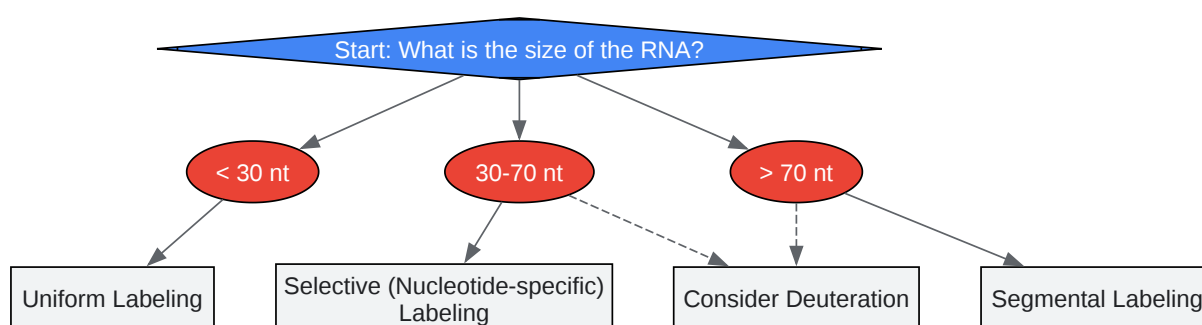 Start: What is the size of the RNA?
< 30 nt
30-70 nt
> 70 nt
Uniform Labeling
Selective (Nucleotide-specific)
Labeling
Consider Deuteration
Segmental Labeling